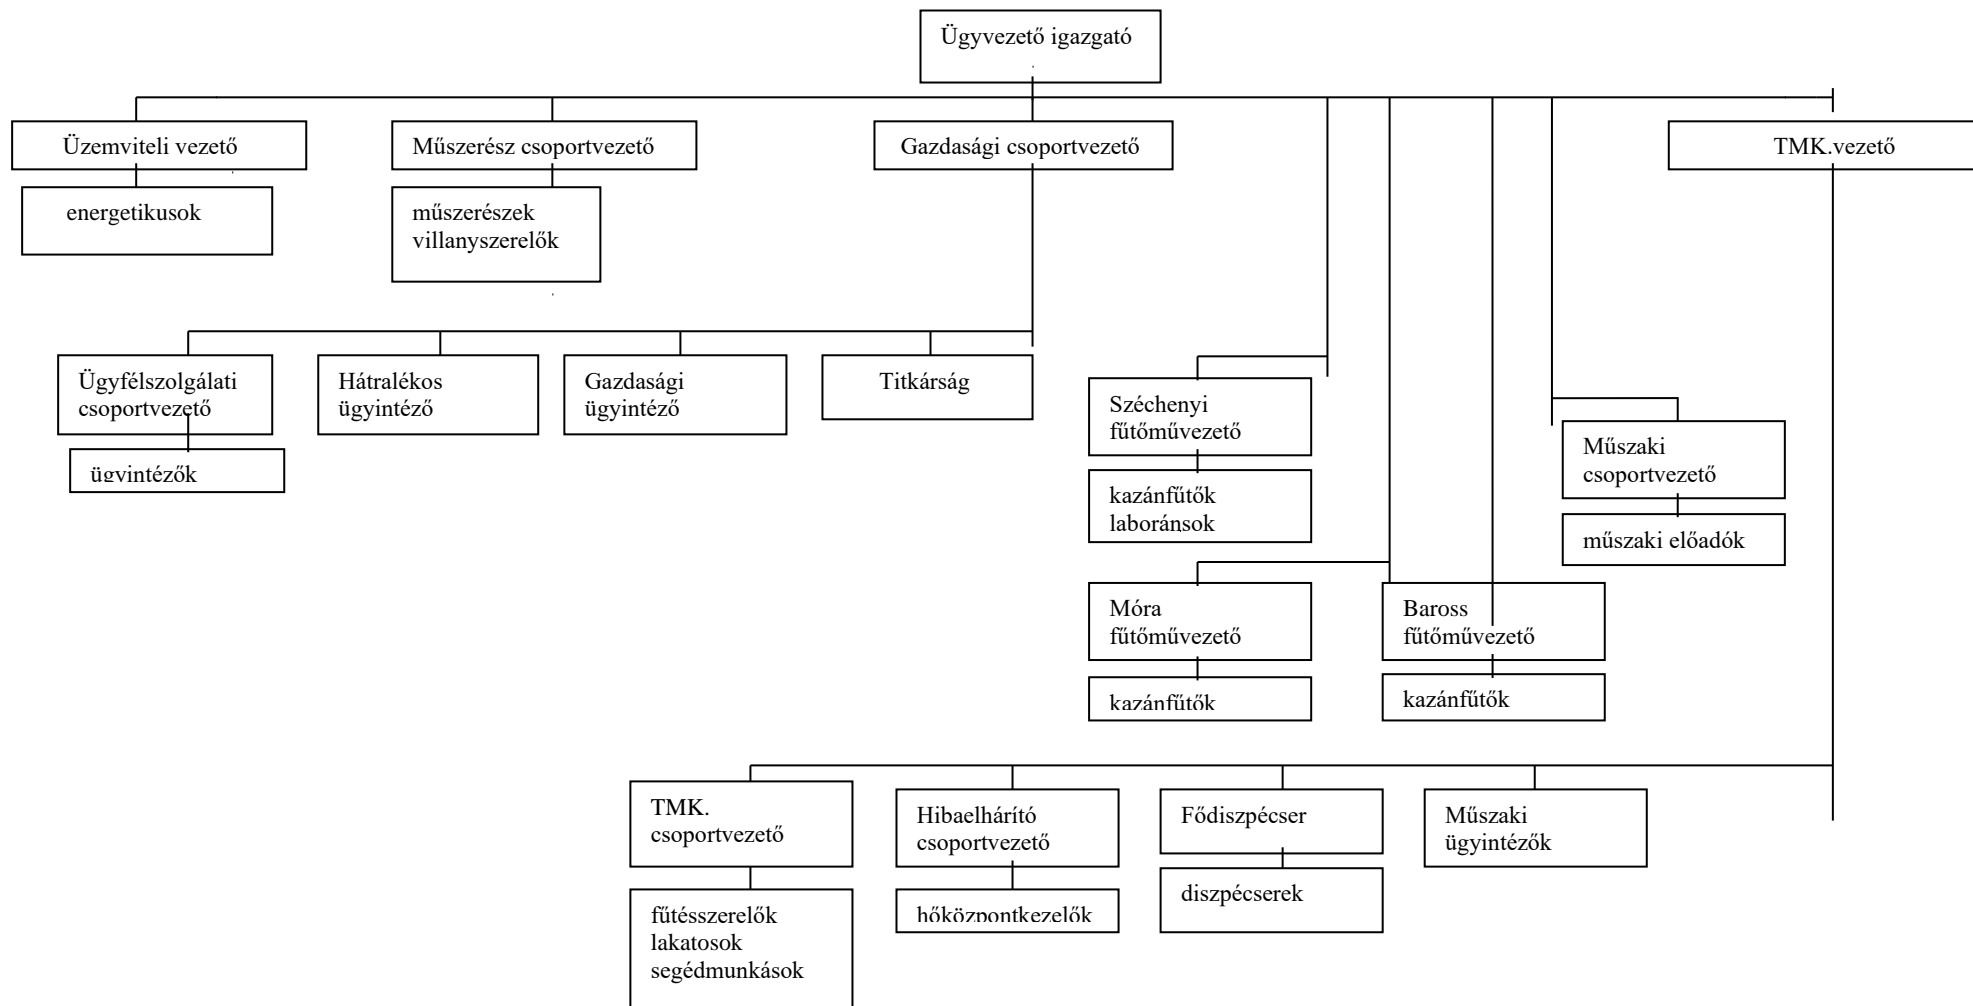 Ügyvezető igazgató
Üzemviteli vezető
Műszerész csoportvezető
Gazdasági csoportvezető
TMK.vezető
energetikusok
műszerészek
villanyszerelők
Ügyfélszolgálati
csoportvezető
Hátralékos
ügyintéző
Gazdasági
ügyintéző
Titkárság
ügyintézők
Széchenyi
fűtőművezető
kazánfűtők
laboránsok
Műszaki
csoportvezető
műszaki előadók
Móra
fűtőművezető
kazánfűtők
Baross
fűtőművezető
kazánfűtők
TMK.
csoportvezető
Hibaelhárító
csoportvezető
Fődiszpécser
Műszaki
ügyintézők
fűtésszerelők
lakatosok
segédmunkások
hőközpontkezelők
diszpécserek